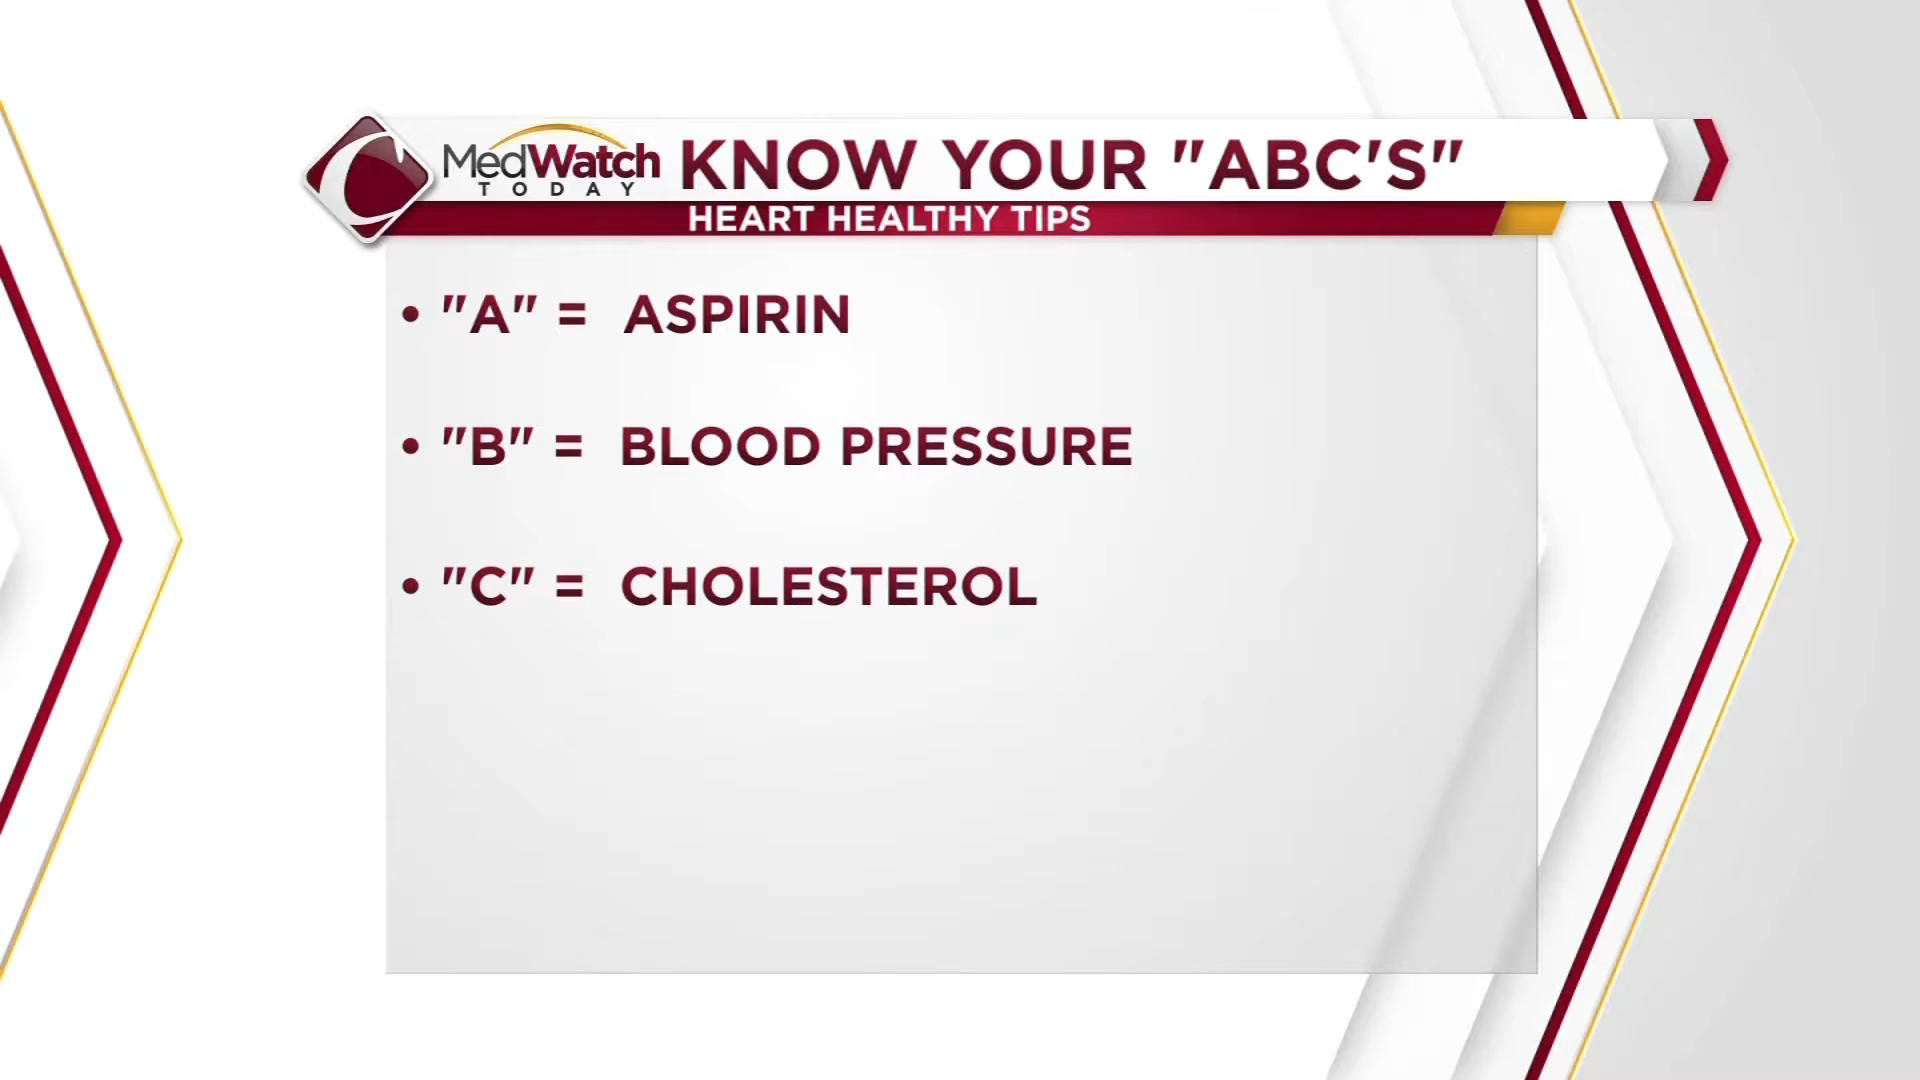 MedWatch
TODAY
KNOW YOUR "ABC'S"
HEART HEALTHY TIPS
• "A" = ASPIRIN
• "B" = BLOOD PRESSURE
• "C" = CHOLESTEROL